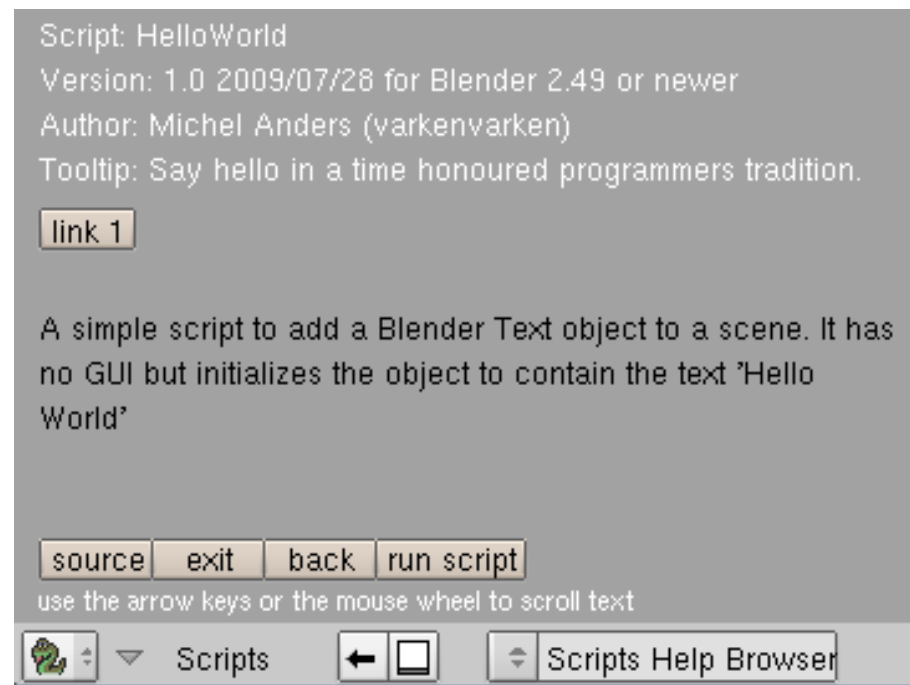 Script: HelloWorld
Version: 1.0 2009/07/28 for Blender 2.49 or newer
Author: Michel Anders (varkenvarken)
Tooltip: Say hello in a time honoured programmers tradition.
link 1
A simple script to add a Blender Text object to a scene. It has
no GUI but initializes the object to contain the text 'Hello
World'
source exit back run script
use the arrow keys or the mouse wheel to scroll text
Scripts Scripts Help Browser